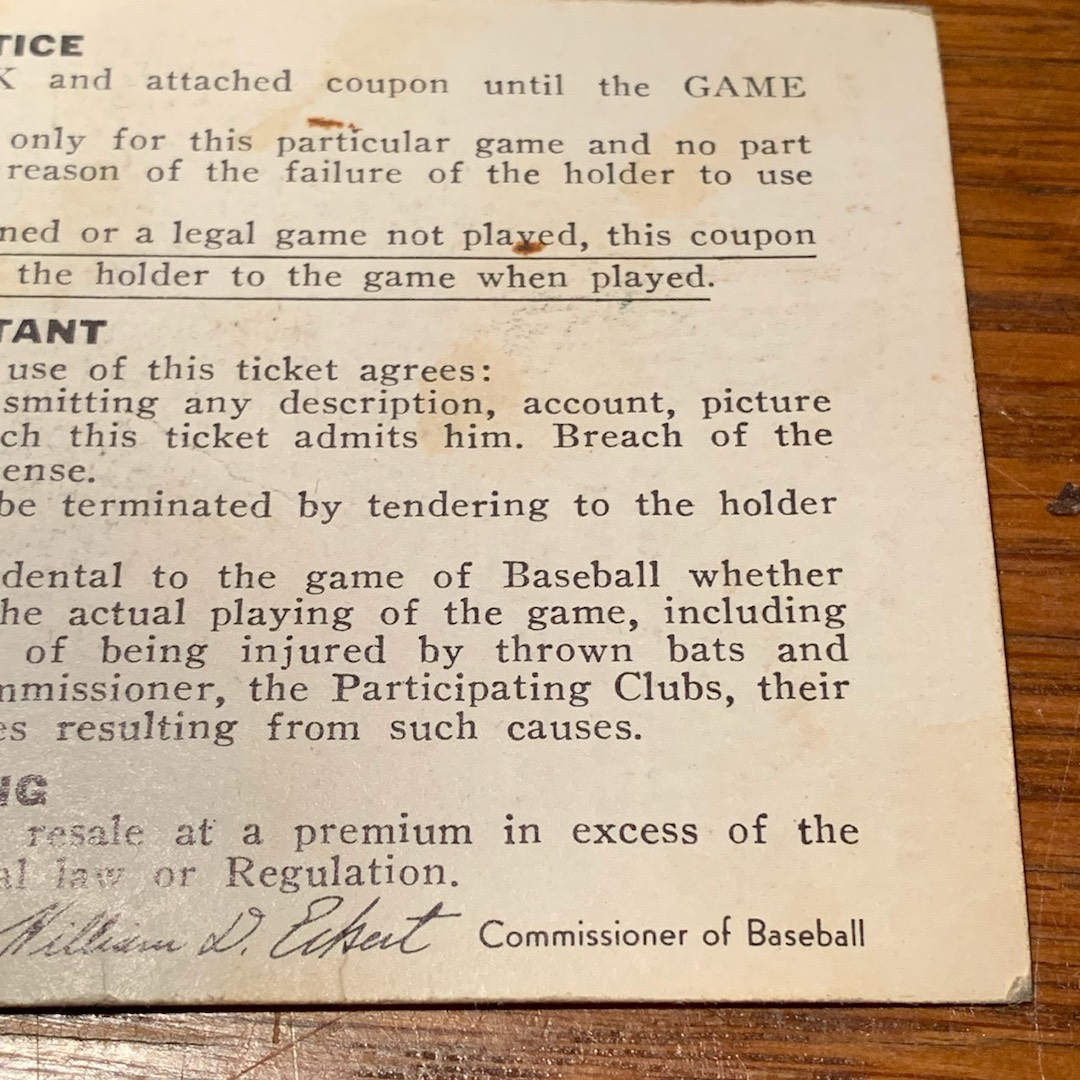 TICE
K and attached coupon until the GAME
only for this particular game and no part
reason of the failure of the holder to use
ned or a legal game not played, this coupon
the holder to the game when played.
TANT
use of this ticket agrees:
smitting any description, account, picture
ch this ticket admits him. Breach of the
ense.
be terminated by tendering to the holder
dental to the game of Baseball whether
he actual playing of the game, including
of being injured by thrown bats and
mmissioner, the Participating Clubs, their
es resulting from such causes.
NG
resale at a premium in excess of the
al law or Regulation.
William D. Eckert Commissioner of Baseball